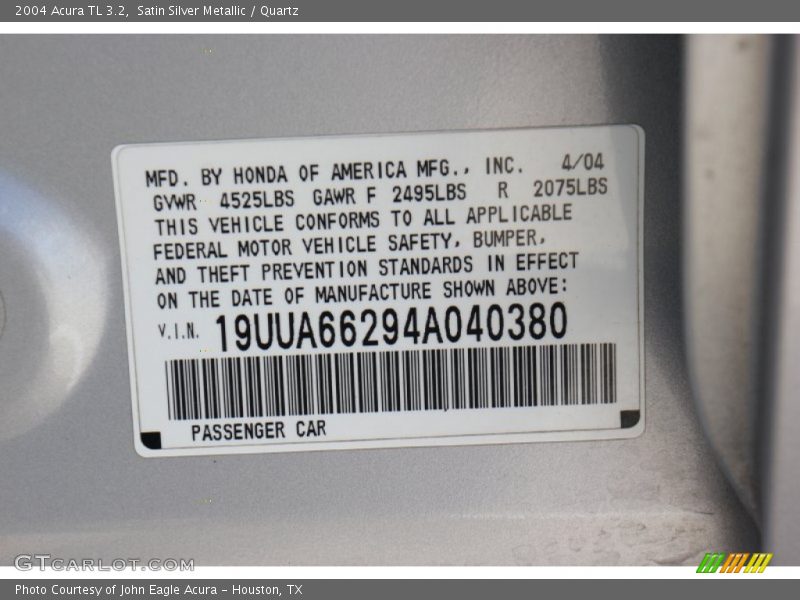 2004 Acura TL 3.2,  Satin Silver Metallic / Quartz
MFD. BY HONDA OF AMERICA MFG., INC. 4/04
GVWR 4525LBS GAWR F 2495LBS R 2075LBS
THIS VEHICLE CONFORMS TO ALL APPLICABLE
FEDERAL MOTOR VEHICLE SAFETY, BUMPER,
AND THEFT PREVENTION STANDARDS IN EFFECT
ON THE DATE OF MANUFACTURE SHOWN ABOVE:
V.I.N. 19UUA66294A040380
PASSENGER CAR
GTCARLOT.COM
Photo Courtesy of John Eagle Acura - Houston, TX